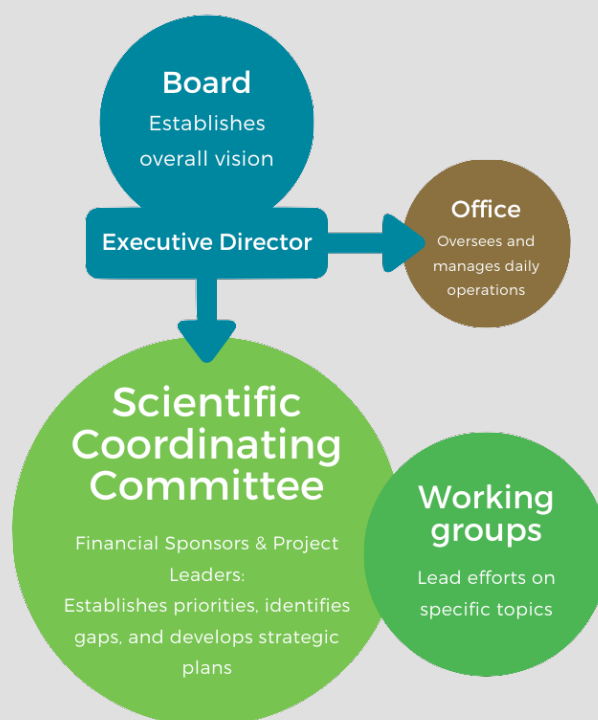 Board
Establishes
overall vision
Executive Director
Office
Oversees and
manages daily
operations
Scientific
Coordinating
Committee
Financial Sponsors & Project
Leaders:
Establishes priorities, identifies
gaps, and develops strategic
plans
Working
groups
Lead efforts on
specific topics